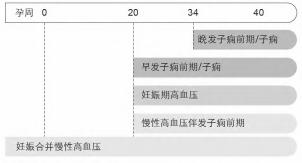 孕周 0 20 34 40
晚发子痫前期/子痫
早发子痫前期/子痫
妊娠期高血压
慢性高血压伴发子痫前期
妊娠合并慢性高血压